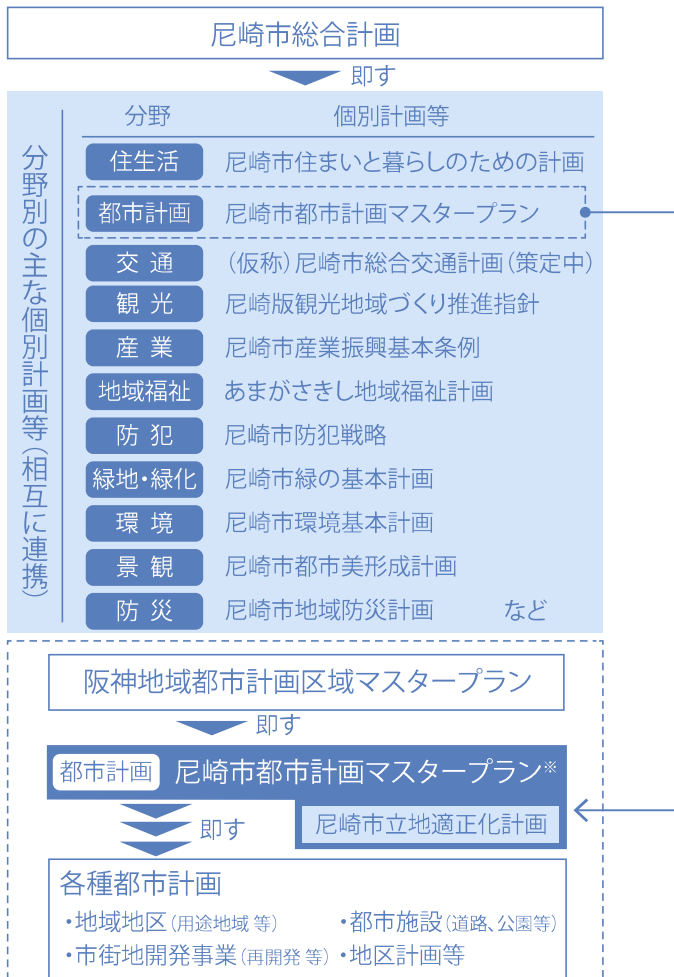 尼崎市総合計画
即す
分野別の主な個別計画等(相互に連携)
分野 個別計画等
住生活 尼崎市住まいと暮らしのための計画
都市計画 尼崎市都市計画マスタープラン
交通 (仮称)尼崎市総合交通計画(策定中)
観光 尼崎版観光地域づくり推進指針
産業 尼崎市産業振興基本条例
地域福祉 あまがさきし地域福祉計画
防犯 尼崎市防犯戦略
緑地・緑化 尼崎市緑の基本計画
環境 尼崎市環境基本計画
景観 尼崎市都市美形成計画
防災 尼崎市地域防災計画 など
阪神地域都市計画区域マスタープラン
即す
都市計画 尼崎市都市計画マスタープラン※
尼崎市立地適正化計画
即す
各種都市計画
・地域地区(用途地域 等) ・都市施設(道路、公園等)
・市街地開発事業(再開発 等) ・地区計画等